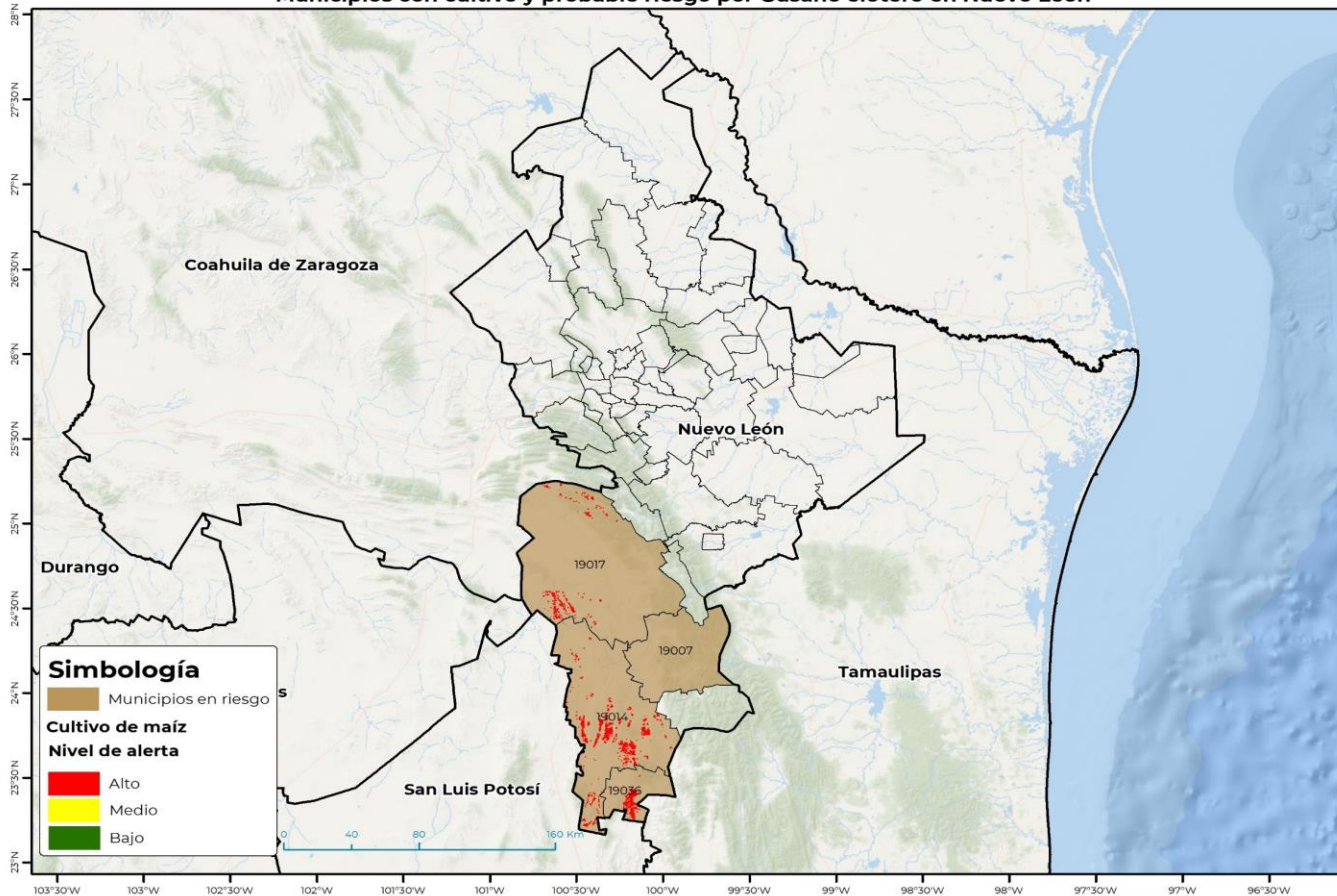 Municipios con cultivo y probable riesgo por Gusano elotero en Nuevo León
28°N
27°30'N
27°N
26°30'N
26°N
25°30'N
25°N
24°30'N
24°N
23°30'N
23°N
Coahuila de Zaragoza
Nuevo León
Durango
19017
19007
Tamaulipas
s
19014
San Luis Potosí
19036
Simbología
Municipios en riesgo
Cultivo de maíz
Nivel de alerta
Alto
Medio
Bajo
0 40 80 160 Km
103°30'W 103°W 102°30'W 102°W 101°30'W 101°W 100°30'W 100°W 99°30'W 99°W 98°30'W 98°W 97°30'W 97°W 96°30'W